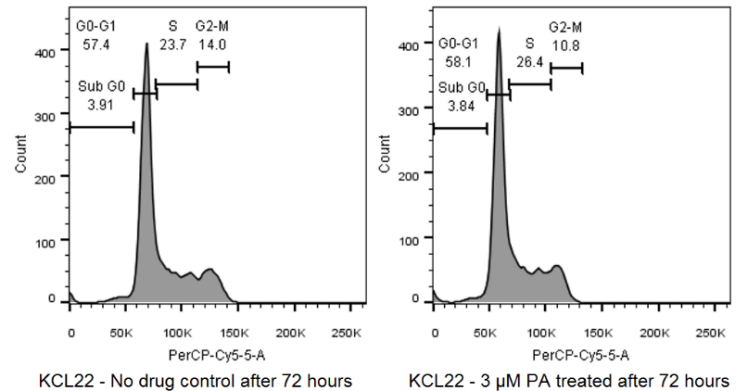 G0-G1
57.4
S
23.7
G2-M
14.0
Sub G0
3.91
400
300
200
100
0
Count
0
50K
100K
150K
200K
250K
PerCP-Cy5-5-A
KCL22 - No drug control after 72 hours
G0-G1
58.1
S
26.4
G2-M
10.8
Sub G0
3.84
400
300
200
100
0
Count
0
50K
100K
150K
200K
250K
PerCP-Cy5-5-A
KCL22 - 3 µM PA treated after 72 hours